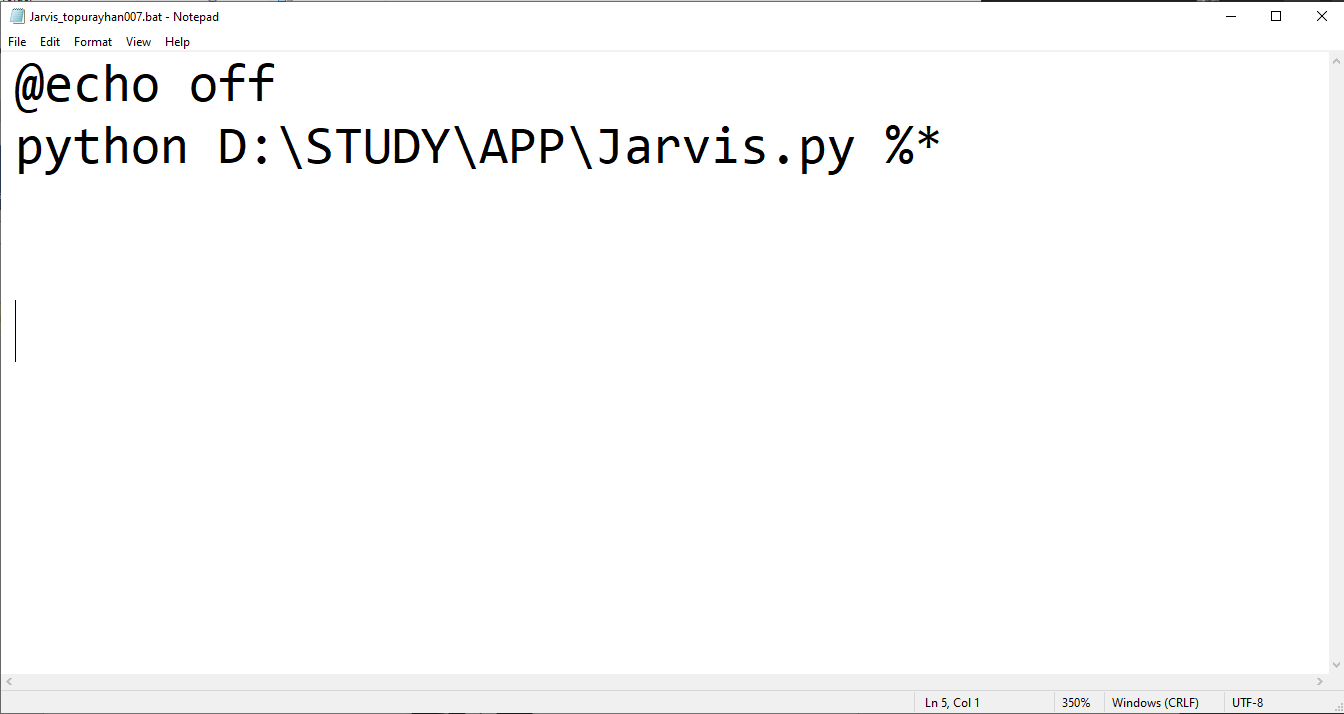 Jarvis_topurayhan007.bat - Notepad
File Edit Format View Help
@echo off
python D:\STUDY\APP\Jarvis.py %*
Ln 5, Col 1 350% Windows (CRLF) UTF-8